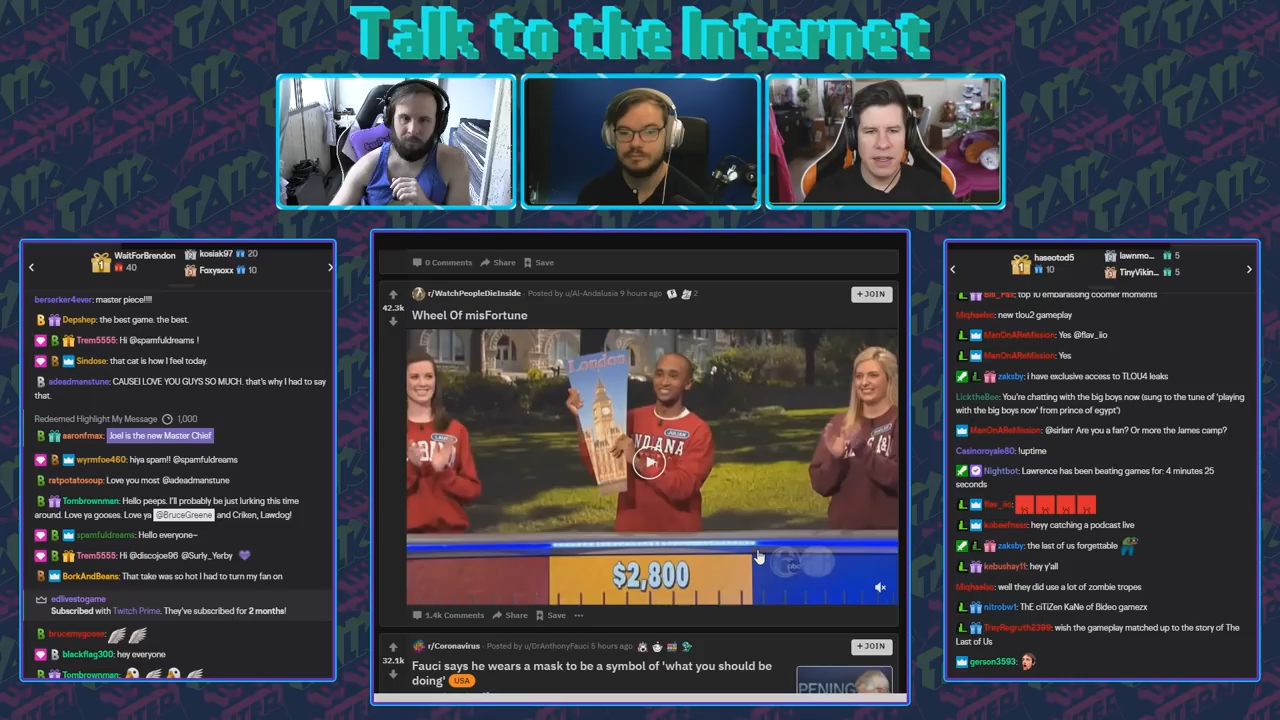 Talk to the Internet
WaitForBrendon
40
kosiak97 20
Foxysoxx 10
berserker4ever: master piece!!!!
Depshep: the best game. the best.
Trem5555: Hi @spamfuldreams !
Sindose: that cat is how I feel today.
adeadmanstune: CAUSE I LOVE YOU GUYS SO MUCH. that's why I had to say
that.
Redeemed Highlight My Message 1,000
aaronfmax: Joel is the new Master Chief
wyrmfoe460: hiya spam!! @spamfuldreams
ratpotatosoup: Love you most @adeadmanstune
Tombrownman: Hello peeps. I'll probably be just lurking this time
around. Love ya gooses. Love ya @BruceGreene and Criken, Lawdog!
spamfuldreams: Hello everyone~
Trem5555: Hi @discojoe96 @Surly_Yerby
BorkAndBeans: That take was so hot I had to turn my fan on
edlivestogame
Subscribed with Twitch Prime. They've subscribed for 2 months!
brucemygoose:
blackflag300: hey everyone
Tombrownman:
0 Comments Share Save
r/WatchPeopleDieInside Posted by u/Al-Andalusia 9 hours ago 2
+ JOIN
42.3k
Wheel Of misFortune
London
JULIAN
INDIANA
$2,800
abc
1.4k Comments Share Save
r/Coronavirus Posted by u/DrAnthonyFauci 5 hours ago
+ JOIN
32.1k
Fauci says he wears a mask to be a symbol of 'what you should be
doing' USA
PENING
haseotod5
10
lawnmo... 5
TinyVikin... 5
top 10 embarassing coomer moments
Miqhaelso: new tlou2 gameplay
ManOnAReMission: Yes @flav_iio
ManOnAReMission: Yes
zaksby: i have exclusive access to TLOU4 leaks
LicktheBee: You're chatting with the big boys now (sung to the tune of 'playing
with the big boys now' from prince of egypt')
ManOnAReMission: @sirlarr Are you a fan? Or more the James camp?
Casinoroyale80: !uptime
Nightbot: Lawrence has been beating games for: 4 minutes 25
seconds
flav_iio:
kobeefness: heyy catching a podcast live
zaksby: the last of us forgettable
kebushay11: hey y'all
Miqhaelso: well they did use a lot of zombie tropes
nitrobw1: ThE ciTiZen KaNe of Bideo gamezx
TreyRegruth2399: wish the gameplay matched up to the story of The
Last of Us
gerson3593: